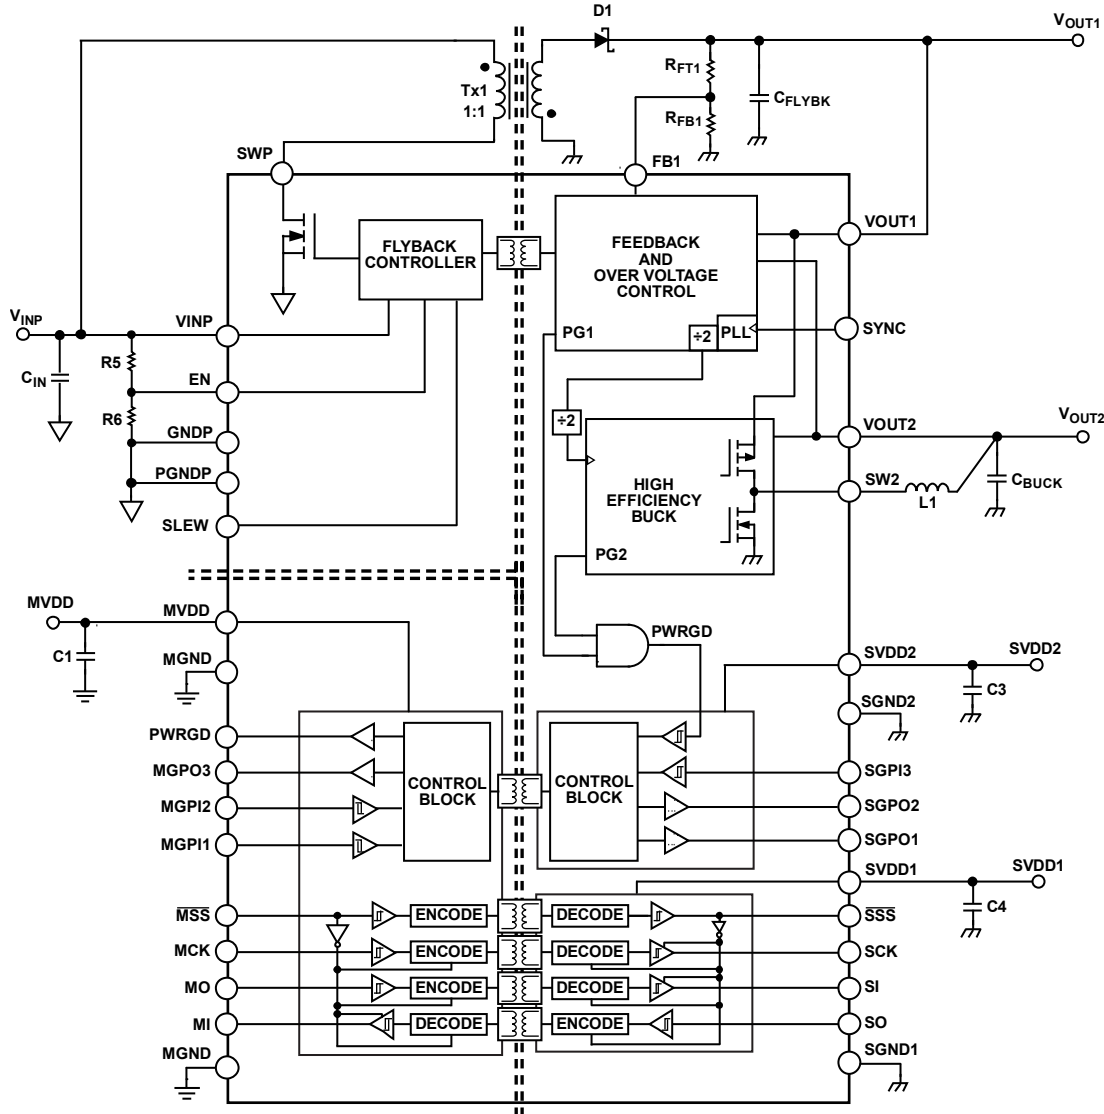 D1
VOUT1
RFT1
Tx1
1:1
CFLYBK
RFB1
SWP
FB1
FLYBACK
CONTROLLER
FEEDBACK
AND
OVER VOLTAGE
CONTROL
VOUT1
VINP
VINP
PG1
÷2
PLL
SYNC
R5
CIN
EN
R6
÷2
VOUT2
VOUT2
GNDP
PGNDP
HIGH
EFFICIENCY
BUCK
SW2
L1
CBUCK
SLEW
PG2
MVDD
MVDD
PWRGD
C1
MGND
SVDD2
SVDD2
C3
SGND2
PWRGD
MGPO3
CONTROL
BLOCK
CONTROL
BLOCK
SGPI3
MGPI2
SGPO2
MGPI1
SGPO1
SVDD1
SVDD1
MSS
ENCODE
DECODE
SSS
C4
MCK
ENCODE
DECODE
SCK
MO
ENCODE
DECODE
SI
MI
DECODE
ENCODE
SO
MGND
SGND1